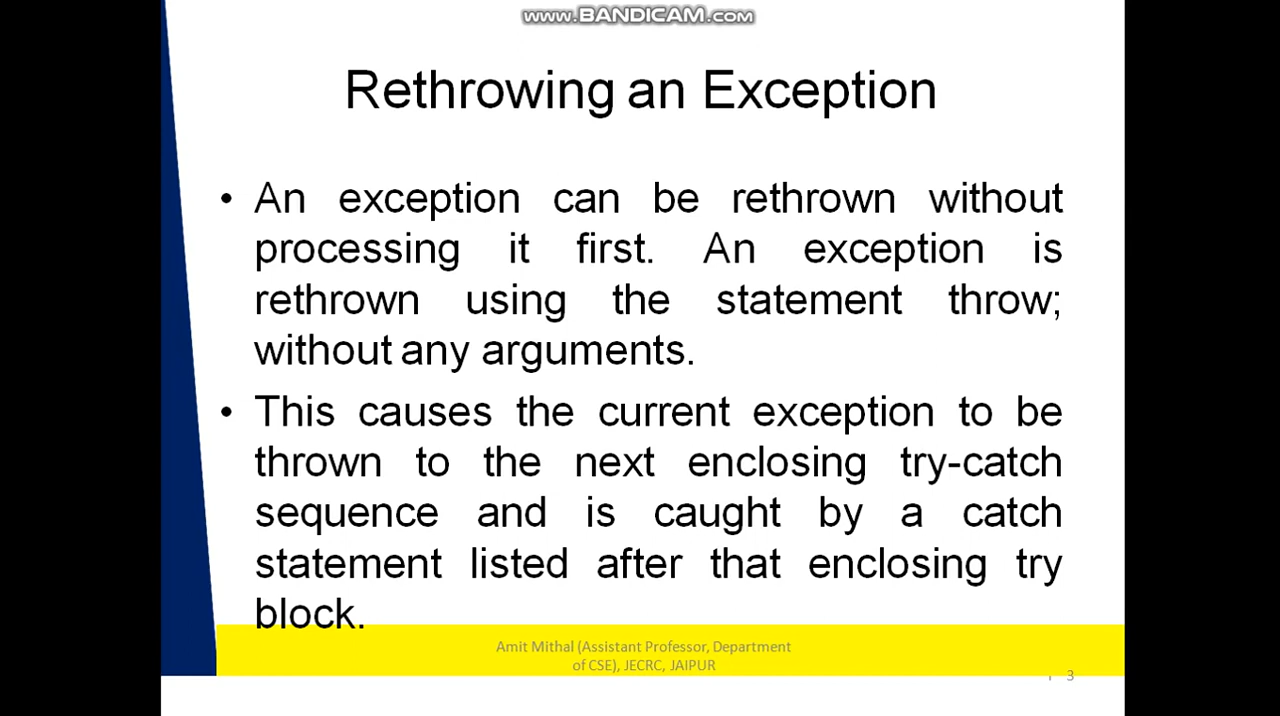 www.BANDICAM.com
Rethrowing an Exception
• An exception can be rethrown without
processing it first. An exception is
rethrown using the statement throw;
without any arguments.
• This causes the current exception to be
thrown to the next enclosing try-catch
sequence and is caught by a catch
statement listed after that enclosing try
block.
Amit Mithal (Assistant Professor, Department
of CSE), JECRC, JAIPUR
3